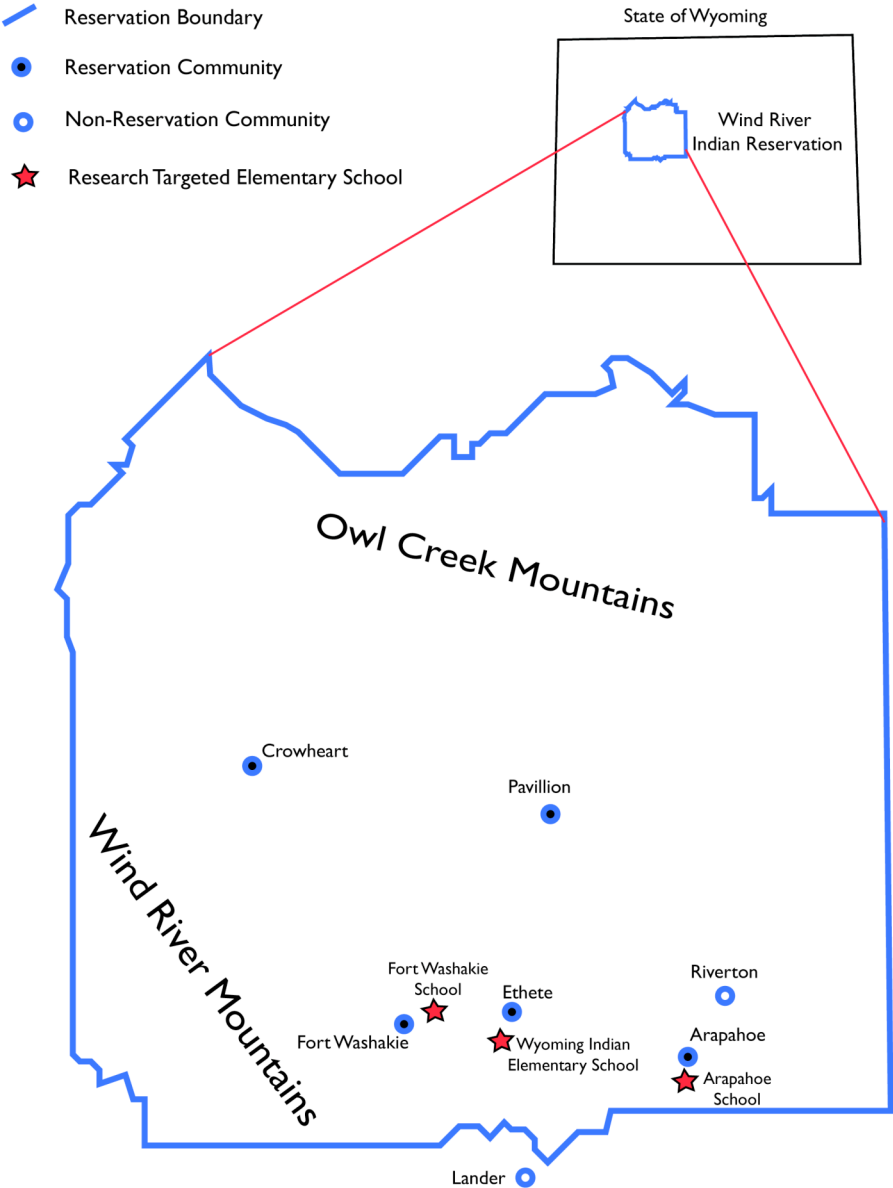 Reservation Boundary
Reservation Community
Non-Reservation Community
Research Targeted Elementary School
State of Wyoming
Wind River
Indian Reservation
Owl Creek Mountains
Crowheart
Pavillion
Wind River Mountains
Fort Washakie
School
Ethete
Riverton
Fort Washakie
Wyoming Indian
Elementary School
Arapahoe
Arapahoe
School
Lander